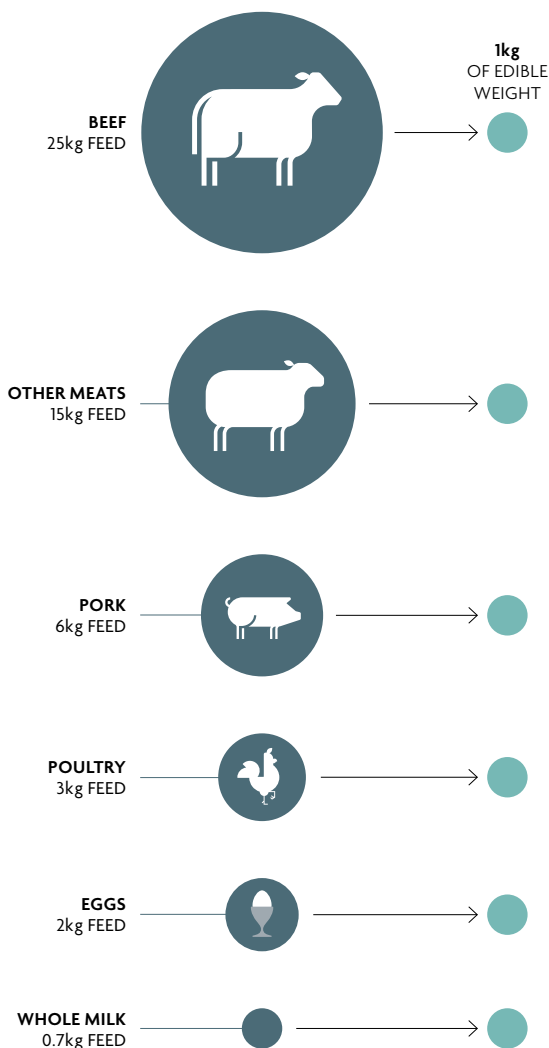 1kg
OF EDIBLE
WEIGHT
BEEF
25kg FEED
OTHER MEATS
15kg FEED
PORK
6kg FEED
POULTRY
3kg FEED
EGGS
2kg FEED
WHOLE MILK
0.7kg FEED